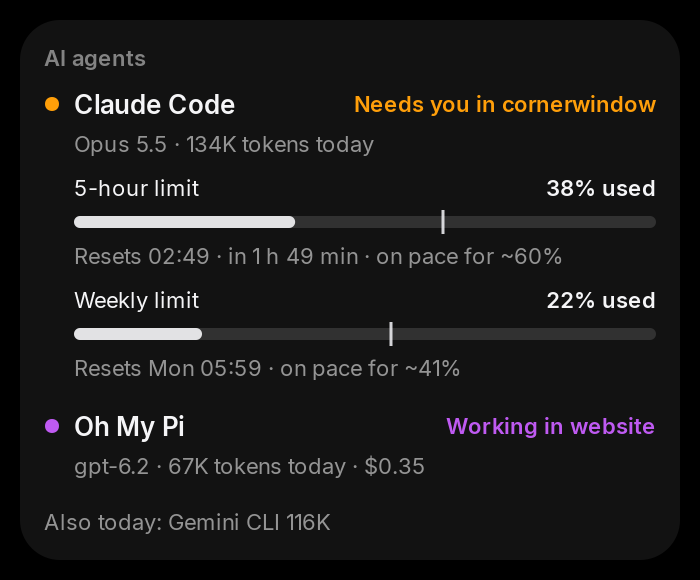 AI agents
Claude Code
Needs you in cornerwindow
Opus 5.5 · 134K tokens today
5-hour limit
38% used
Resets 02:49 · in 1 h 49 min · on pace for ~60%
Weekly limit
22% used
Resets Mon 05:59 · on pace for ~41%
Oh My Pi
Working in website
gpt-6.2 · 67K tokens today · $0.35
Also today: Gemini CLI 116K